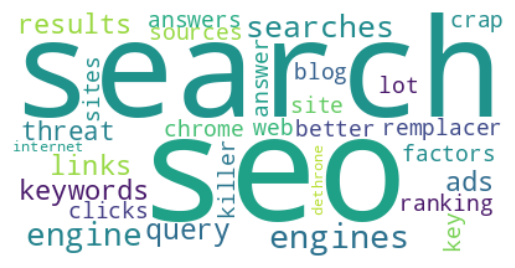 results answers searches crap
sources
search
sites answer blog lot
site
threat chrome web better remplacer
internet
links killer seo dethrone factors
keywords ads
clicks ranking
engine query engines key